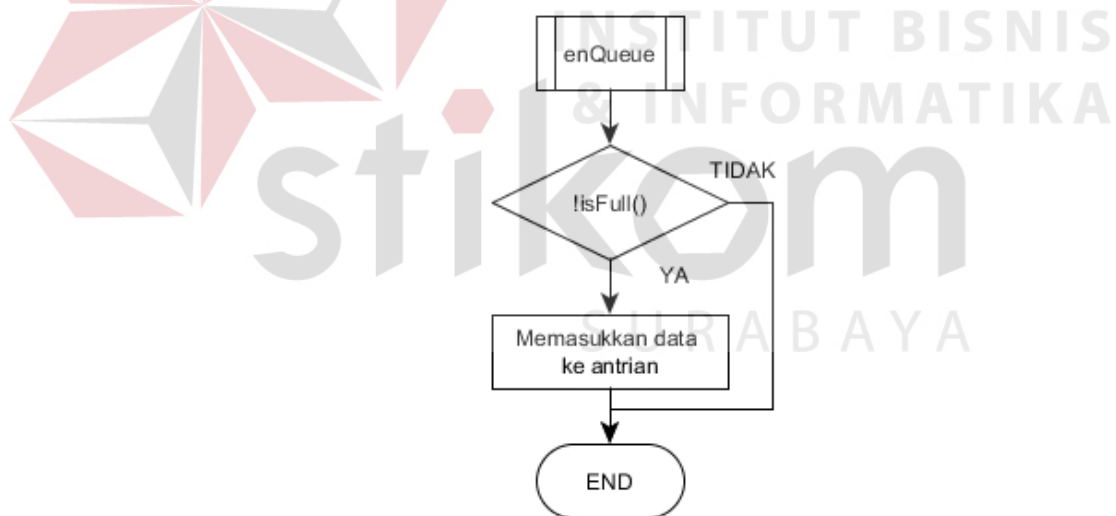 INSTITUT BISNIS
& INFORMATIKA
stikom
SURABAYA
enQueue
!isFull()
TIDAK
YA
Memasukkan data
ke antrian
END